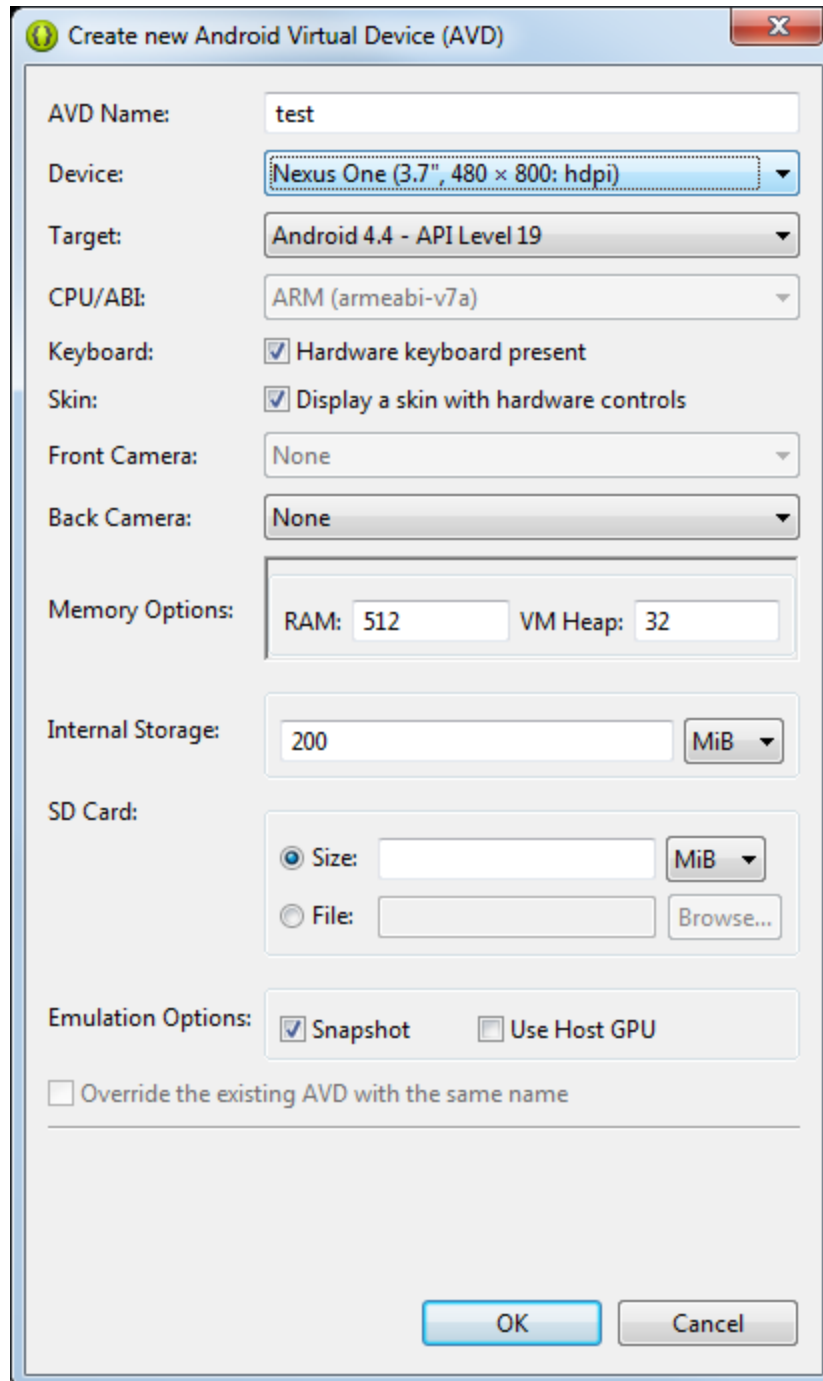 Create new Android Virtual Device (AVD)
AVD Name: test
Device: Nexus One (3.7", 480 × 800: hdpi)
Target: Android 4.4 - API Level 19
CPU/ABI: ARM (armeabi-v7a)
Keyboard: Hardware keyboard present
Skin: Display a skin with hardware controls
Front Camera: None
Back Camera: None
Memory Options: RAM: 512 VM Heap: 32
Internal Storage: 200 MiB
SD Card:
Size: MiB
File: Browse...
Emulation Options: Snapshot Use Host GPU
Override the existing AVD with the same name
OK Cancel